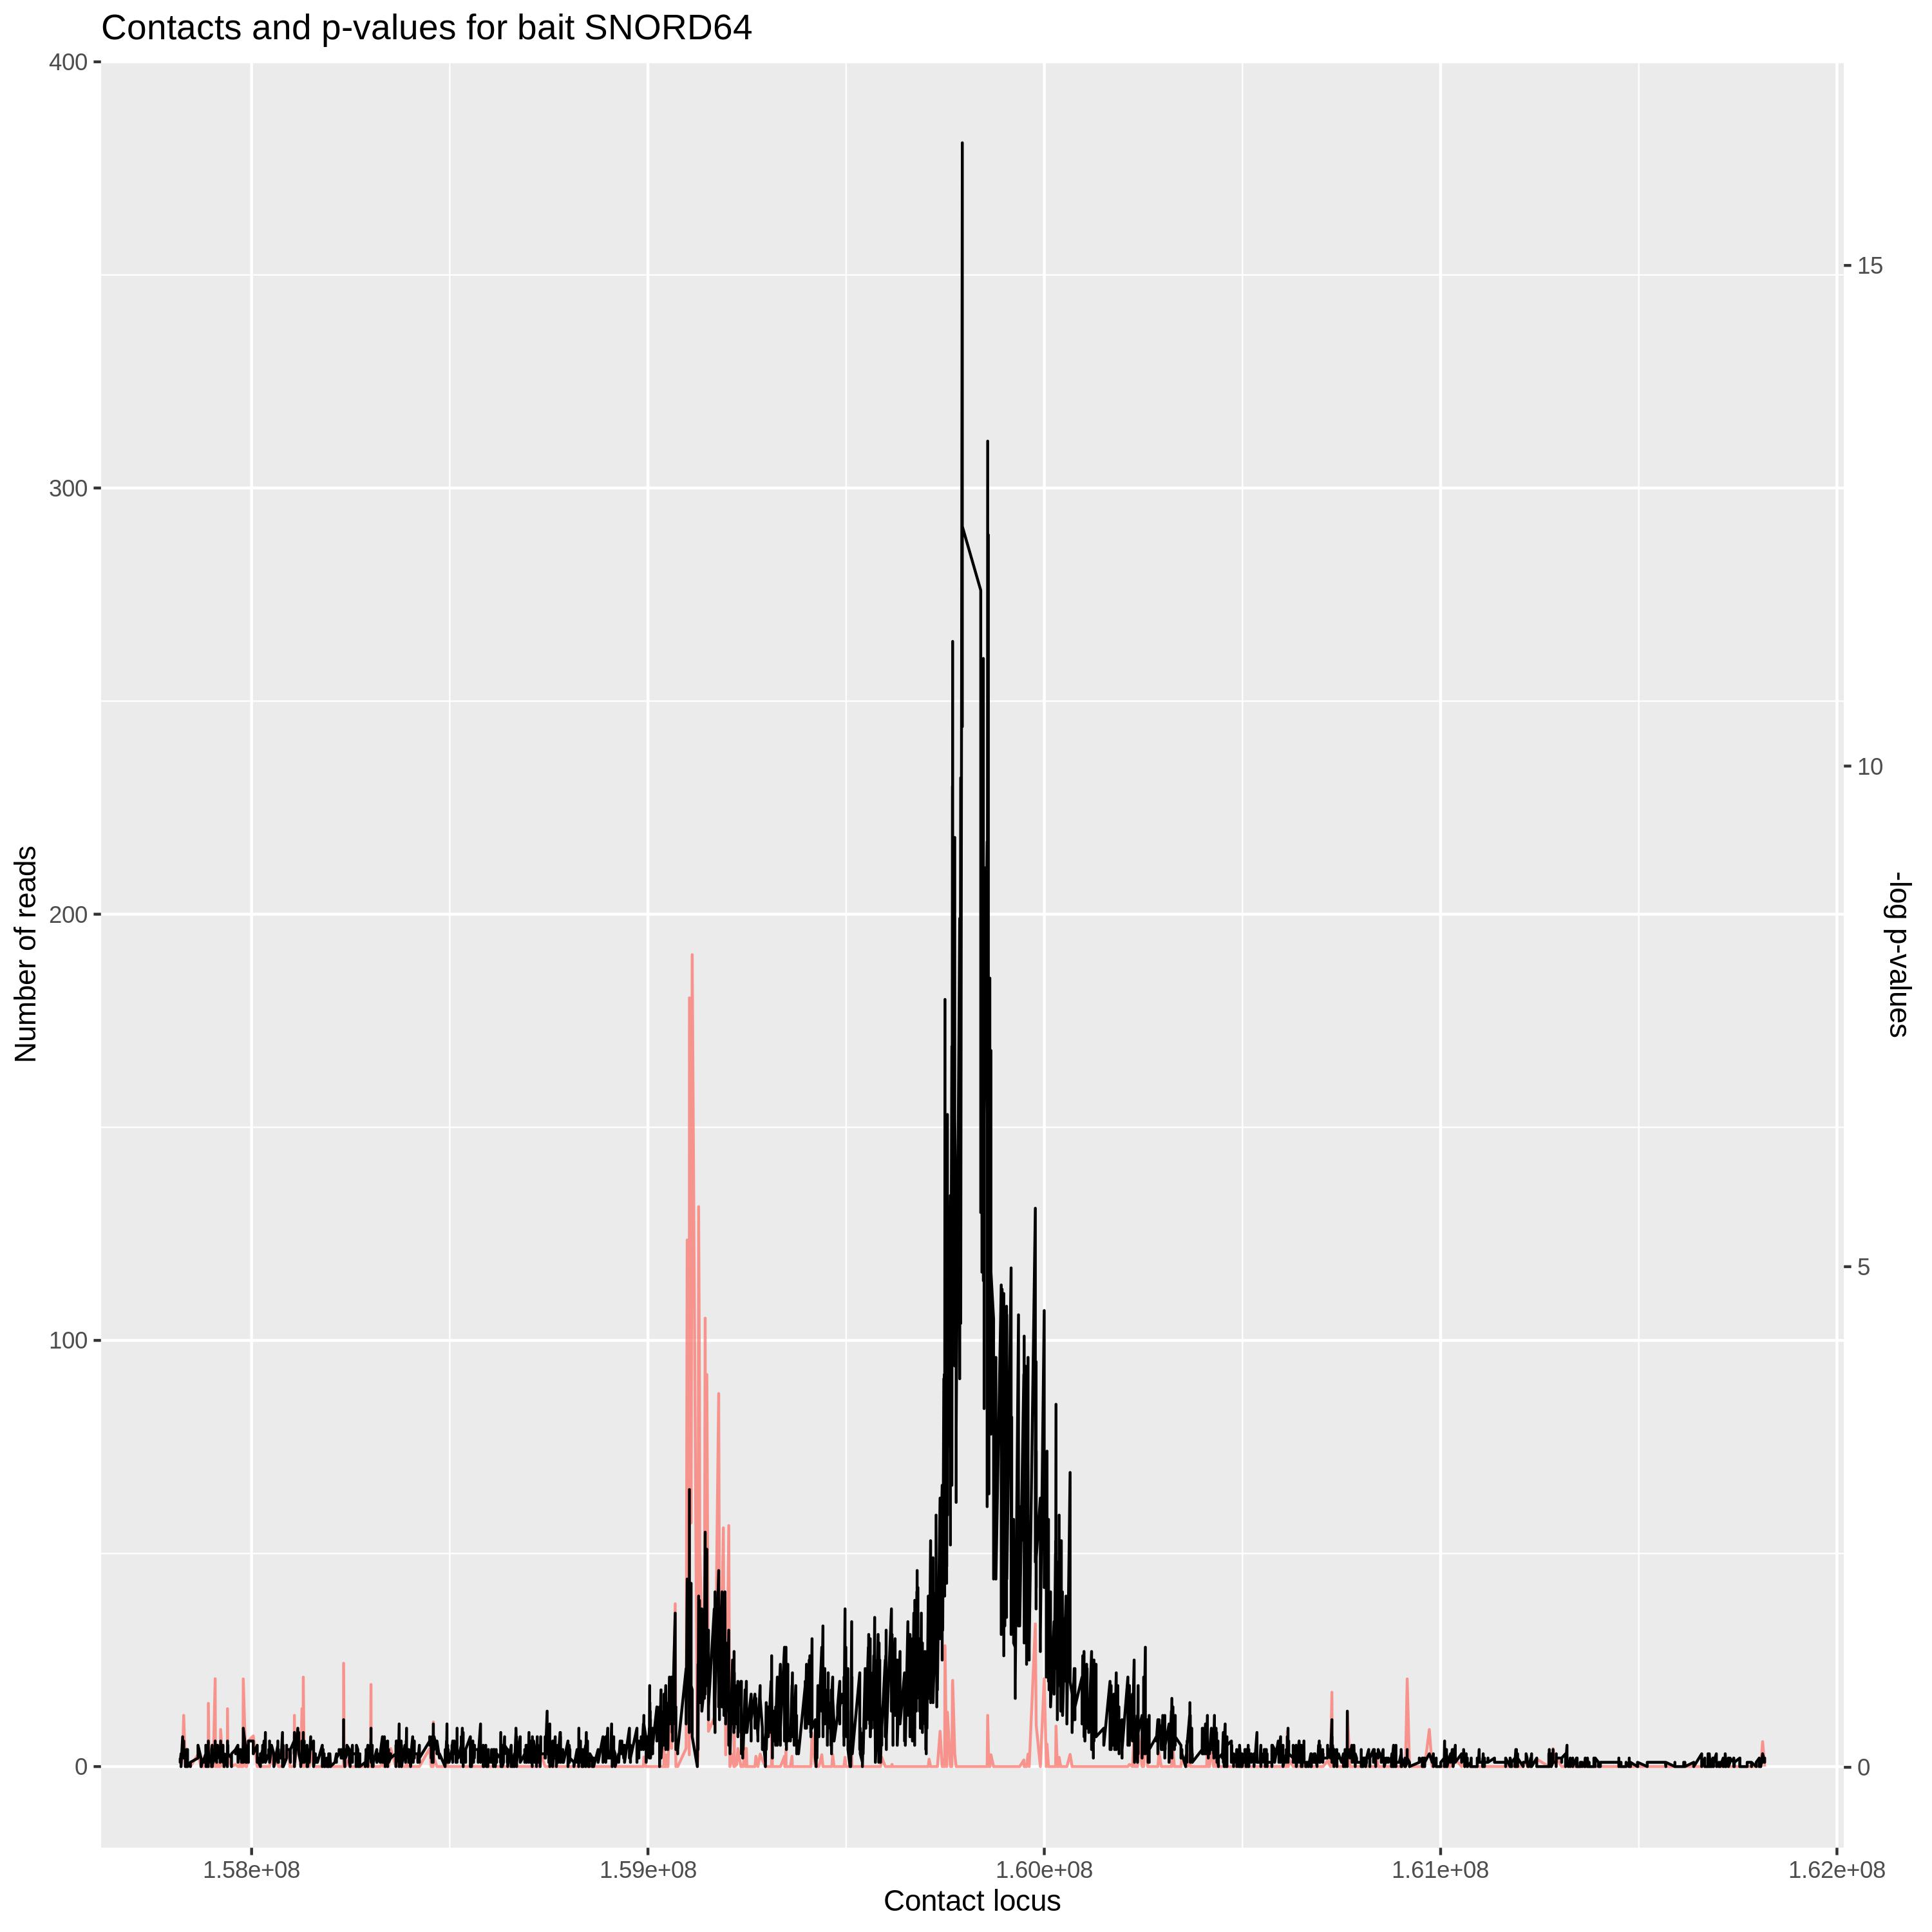 Contacts and p-values for bait SNORD64
400
300
200
100
0
Number of reads
15
10
5
0
-log p-values
1.58e+08
1.59e+08
1.60e+08
1.61e+08
1.62e+08
Contact locus